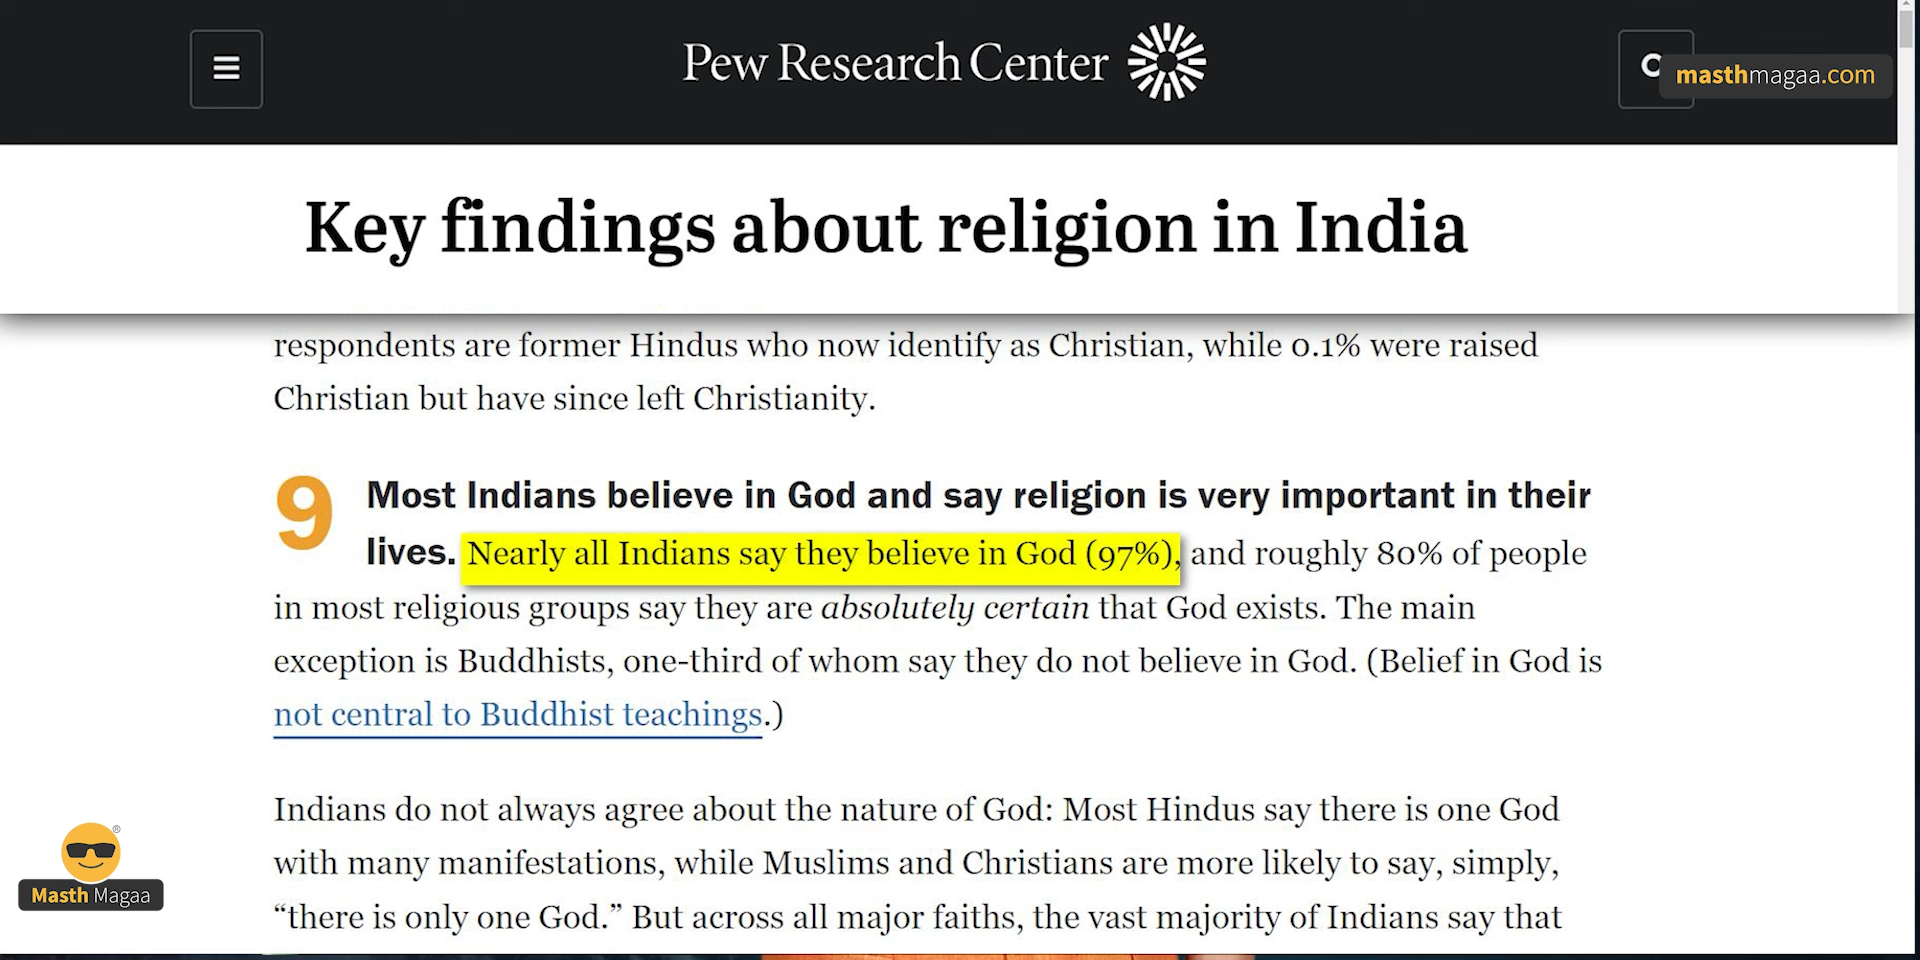 Pew Research Center
masthmagaa.com
Key findings about religion in India
respondents are former Hindus who now identify as Christian, while 0.1% were raised
Christian but have since left Christianity.
9
Most Indians believe in God and say religion is very important in their
lives. Nearly all Indians say they believe in God (97%), and roughly 80% of people
in most religious groups say they are absolutely certain that God exists. The main
exception is Buddhists, one-third of whom say they do not believe in God. (Belief in God is
not central to Buddhist teachings.)
Indians do not always agree about the nature of God: Most Hindus say there is one God
with many manifestations, while Muslims and Christians are more likely to say, simply,
“there is only one God.” But across all major faiths, the vast majority of Indians say that
®
Masth Magaa